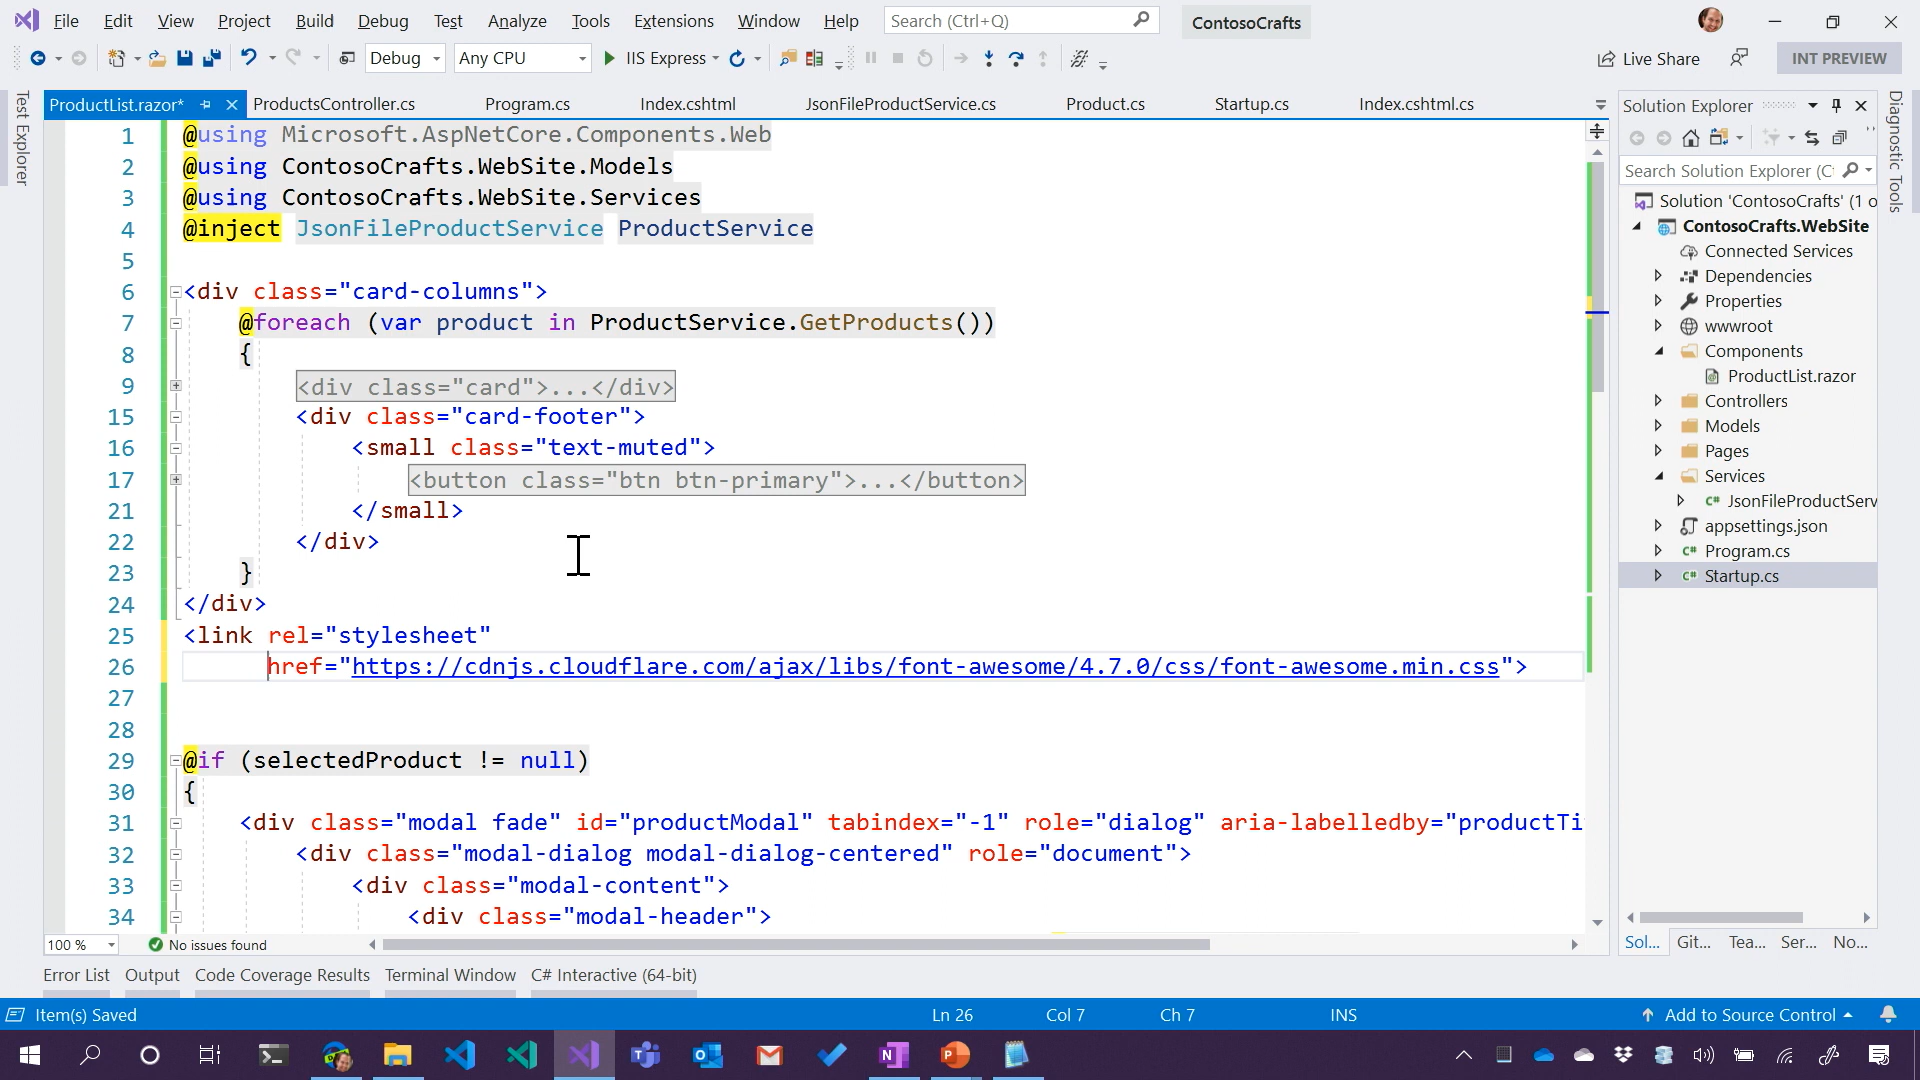 File Edit View Project Build Debug Test Analyze Tools Extensions Window Help Search (Ctrl+Q) ContosoCrafts
Debug Any CPU IIS Express Live Share INT PREVIEW
Test Explorer
ProductList.razor* ProductsController.cs Program.cs Index.cshtml JsonFileProductService.cs Product.cs Startup.cs Index.cshtml.cs
1 @using Microsoft.AspNetCore.Components.Web
2 @using ContosoCrafts.WebSite.Models
3 @using ContosoCrafts.WebSite.Services
4 @inject JsonFileProductService ProductService
5
6 <div class="card-columns">
7 @foreach (var product in ProductService.GetProducts())
8 {
9 <div class="card">...</div>
15 <div class="card-footer">
16 <small class="text-muted">
17 <button class="btn btn-primary">...</button>
21 </small>
22 </div>
23 }
24 </div>
25 <link rel="stylesheet"
26 href="https://cdnjs.cloudflare.com/ajax/libs/font-awesome/4.7.0/css/font-awesome.min.css">
27
28
29 @if (selectedProduct != null)
30 {
31 <div class="modal fade" id="productModal" tabindex="-1" role="dialog" aria-labelledby="productTi
32 <div class="modal-dialog modal-dialog-centered" role="document">
33 <div class="modal-content">
34 <div class="modal-header">
100 % No issues found
Solution Explorer
Search Solution Explorer (C
Solution 'ContosoCrafts' (1 o
ContosoCrafts.WebSite
Connected Services
Dependencies
Properties
wwwroot
Components
ProductList.razor
Controllers
Models
Pages
Services
C# JsonFileProductServ
appsettings.json
C# Program.cs
C# Startup.cs
Sol... Git... Tea... Ser... No...
Diagnostic Tools
Error List Output Code Coverage Results Terminal Window C# Interactive (64-bit)
Item(s) Saved Ln 26 Col 7 Ch 7 INS Add to Source Control